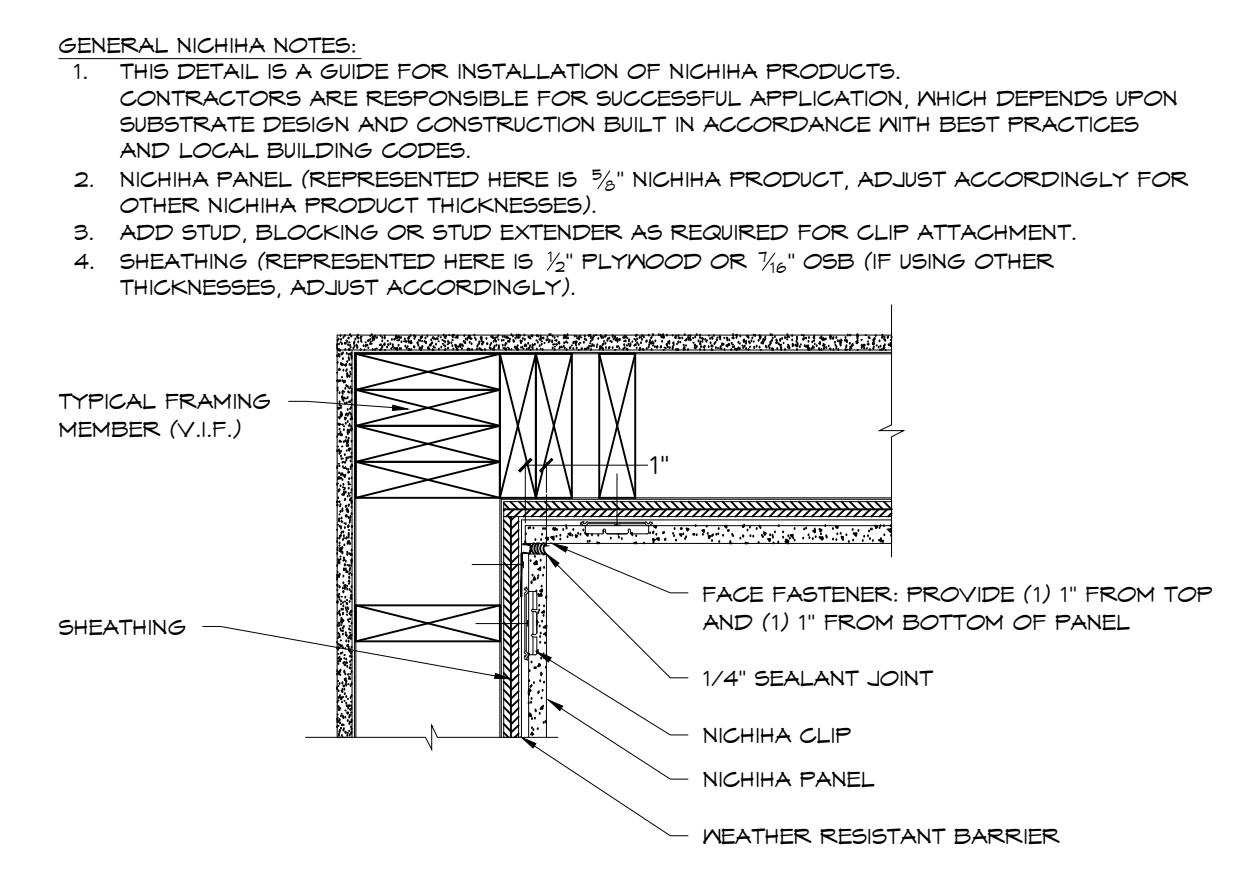 GENERAL NICHIHA NOTES:
1. THIS DETAIL IS A GUIDE FOR INSTALLATION OF NICHIHA PRODUCTS.
CONTRACTORS ARE RESPONSIBLE FOR SUCCESSFUL APPLICATION, WHICH DEPENDS UPON
SUBSTRATE DESIGN AND CONSTRUCTION BUILT IN ACCORDANCE WITH BEST PRACTICES
AND LOCAL BUILDING CODES.
2. NICHIHA PANEL (REPRESENTED HERE IS 5/8" NICHIHA PRODUCT, ADJUST ACCORDINGLY FOR
OTHER NICHIHA PRODUCT THICKNESSES).
3. ADD STUD, BLOCKING OR STUD EXTENDER AS REQUIRED FOR CLIP ATTACHMENT.
4. SHEATHING (REPRESENTED HERE IS 1/2" PLYWOOD OR 7/16" OSB (IF USING OTHER
THICKNESSES, ADJUST ACCORDINGLY).
TYPICAL FRAMING
MEMBER (V.I.F.)
1"
FACE FASTENER: PROVIDE (1) 1" FROM TOP
AND (1) 1" FROM BOTTOM OF PANEL
SHEATHING
1/4" SEALANT JOINT
NICHIHA CLIP
NICHIHA PANEL
WEATHER RESISTANT BARRIER